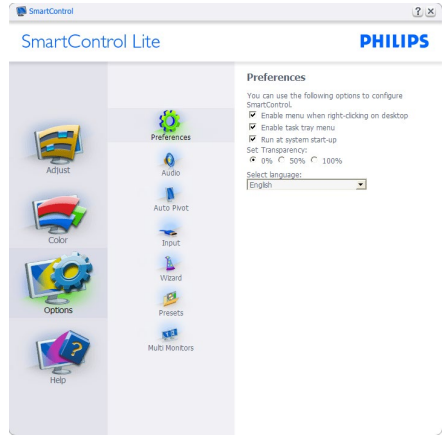 SmartControl
SmartControl Lite
PHILIPS
Adjust
Color
Options
Help
Preferences
Audio
Auto Pivot
Input
Wizard
Presets
Multi Monitors
Preferences
You can use the following options to configure
SmartControl.
Enable menu when right-clicking on desktop
Enable task tray menu
Run at system start-up
Set Transparency:
0% 50% 100%
Select language:
English